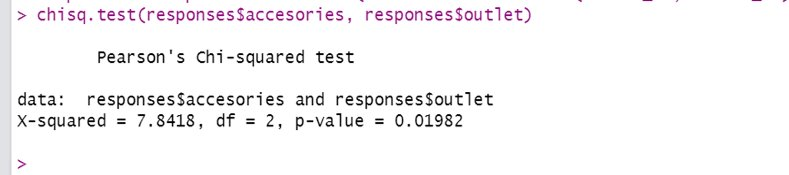 > chisq.test(responses$accesories, responses$outlet)
Pearson's Chi-squared test
data:  responses$accesories and responses$outlet
X-squared = 7.8418, df = 2, p-value = 0.01982
>